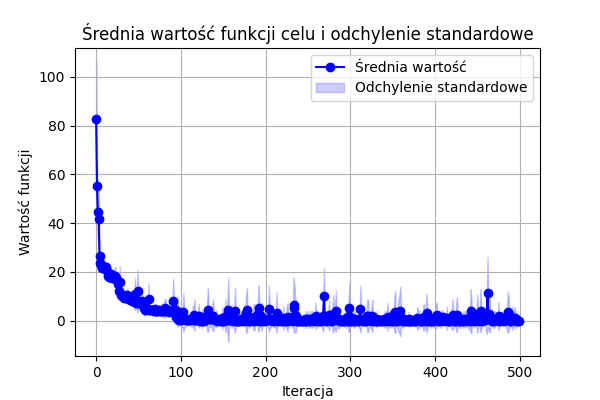 Średnia wartość funkcji celu i odchylenie standardowe
Średnia wartość
Odchylenie standardowe
Wartość funkcji
100
80
60
40
20
0
0
100
200
300
400
500
Iteracja